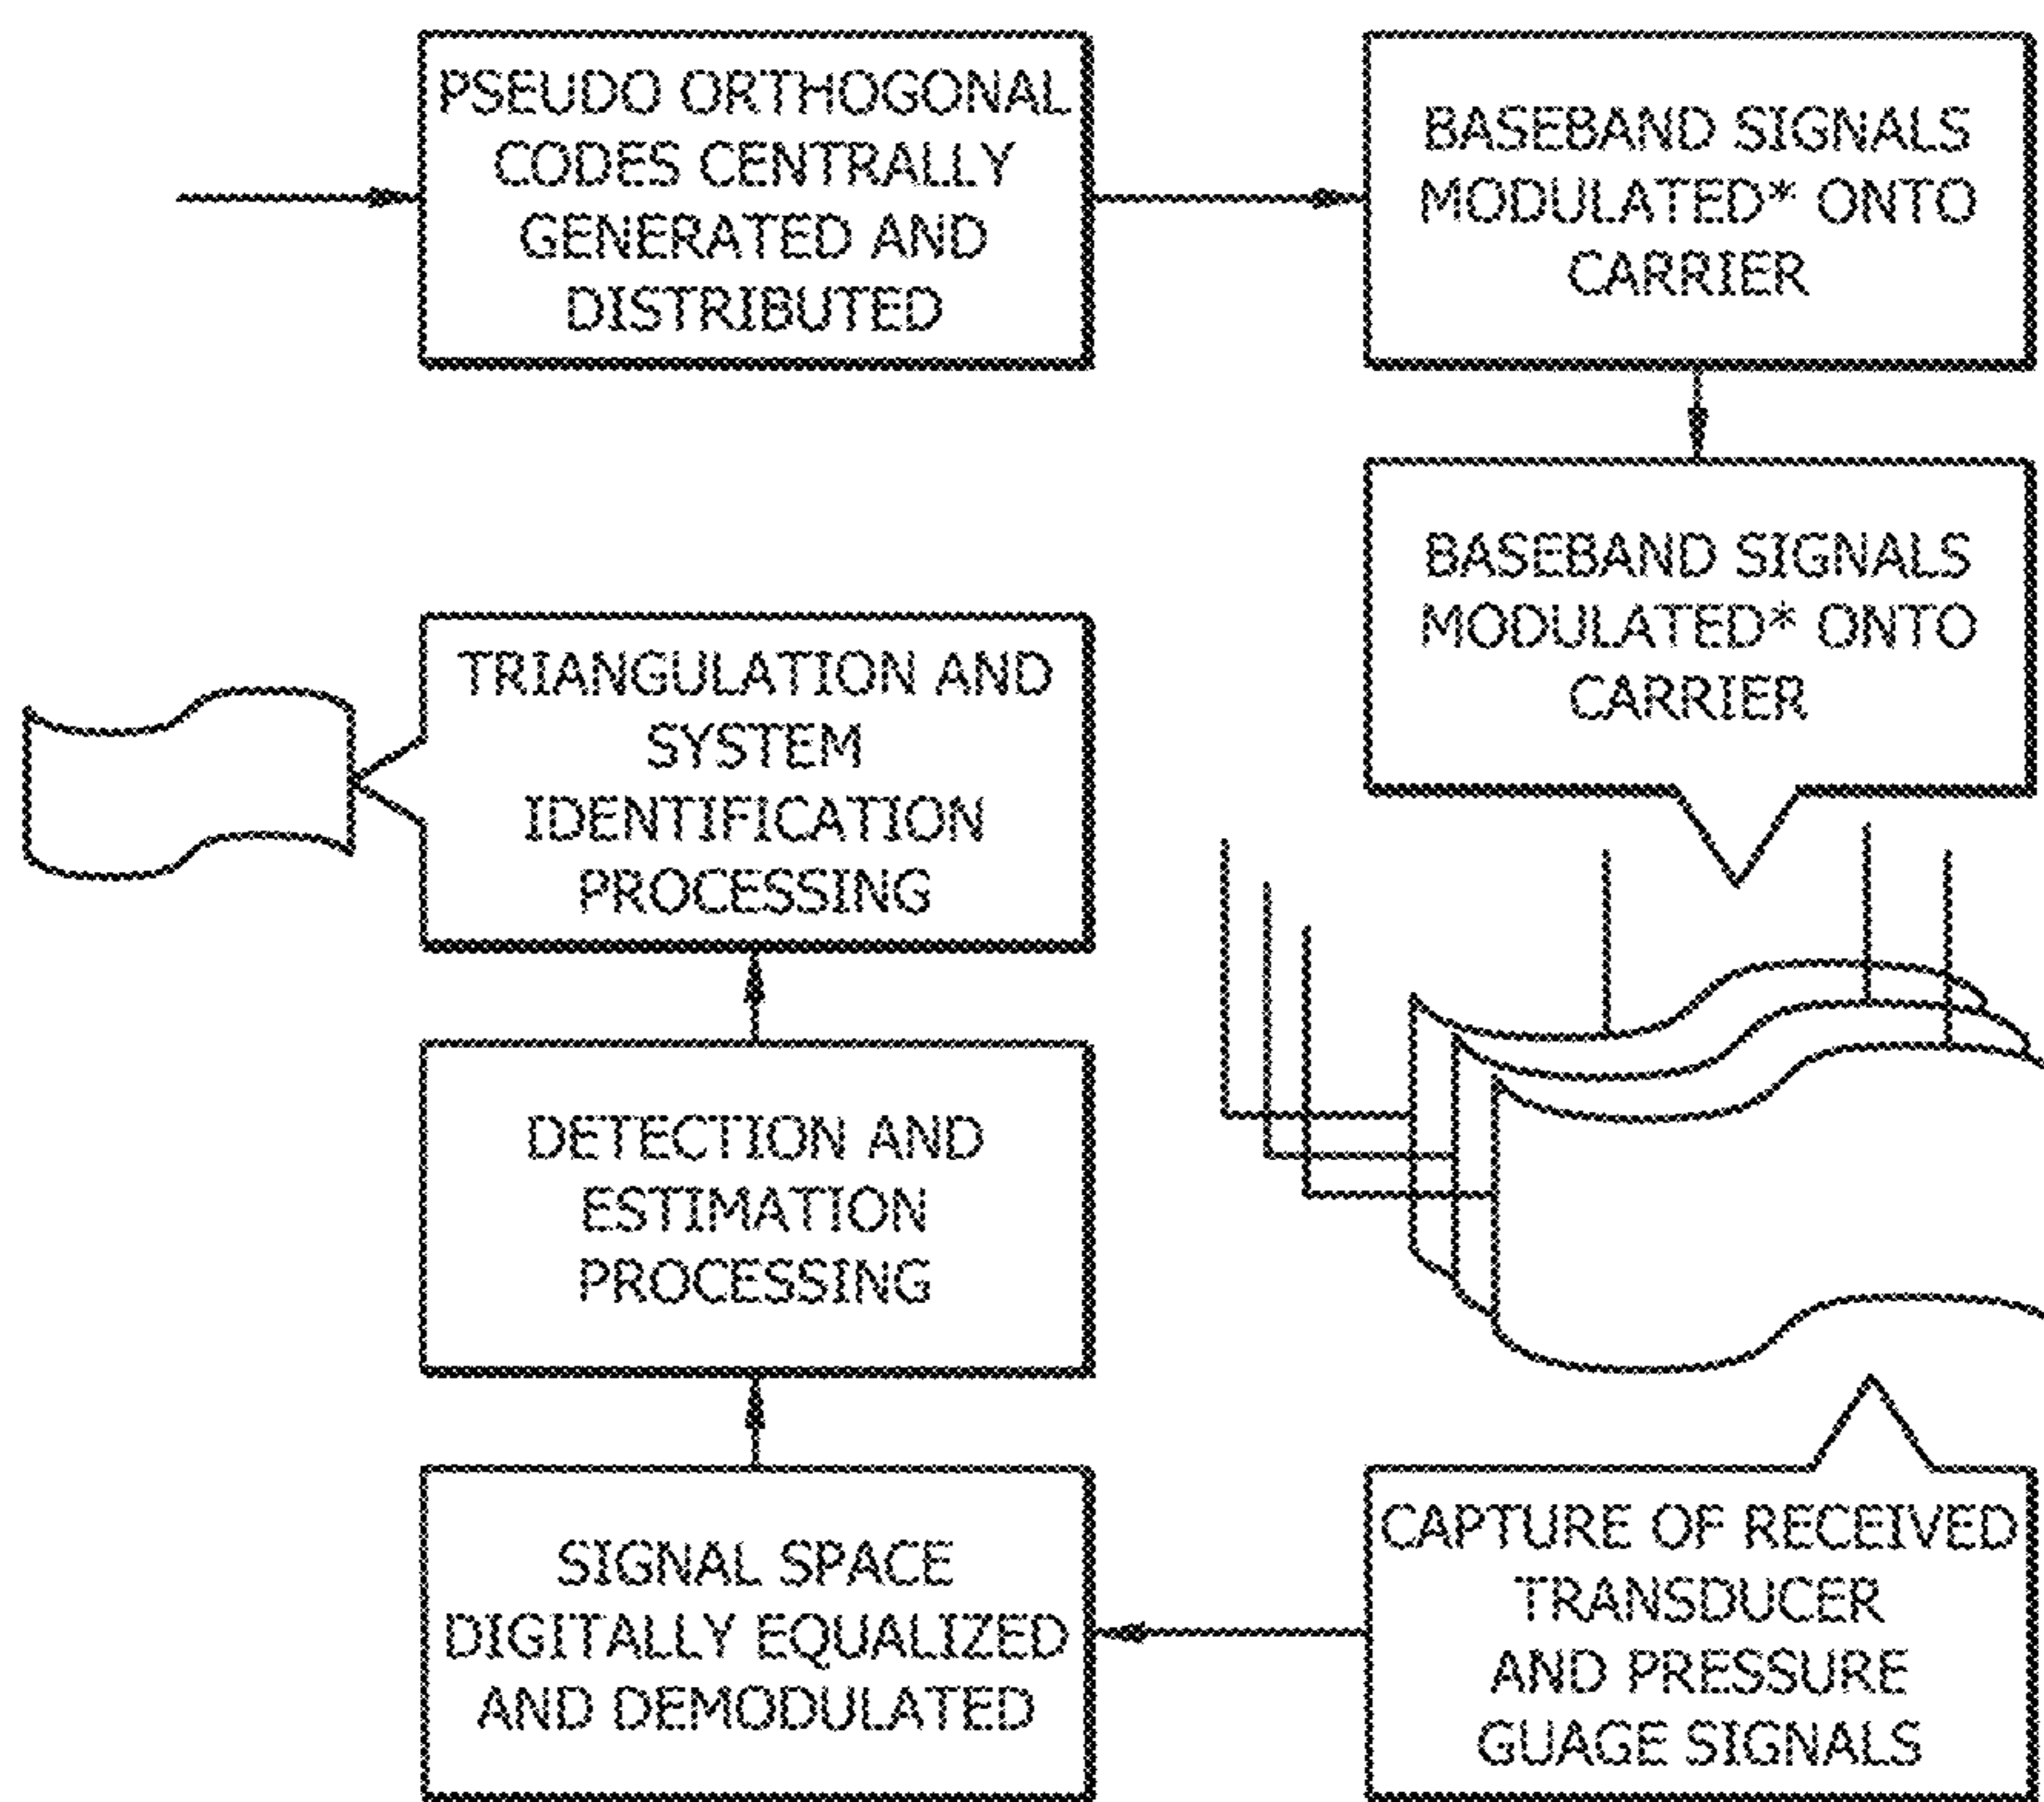 PSEUDO ORTHOGONAL
CODES CENTRALLY
GENERATED AND
DISTRIBUTED
BASEBAND SIGNALS
MODULATED* ONTO
CARRIER
BASEBAND SIGNALS
MODULATED* ONTO
CARRIER
CAPTURE OF RECEIVED
TRANSDUCER
AND PRESSURE
GUAGE SIGNALS
SIGNAL SPACE
DIGITALLY EQUALIZED
AND DEMODULATED
DETECTION AND
ESTIMATION
PROCESSING
TRIANGULATION AND
SYSTEM
IDENTIFICATION
PROCESSING